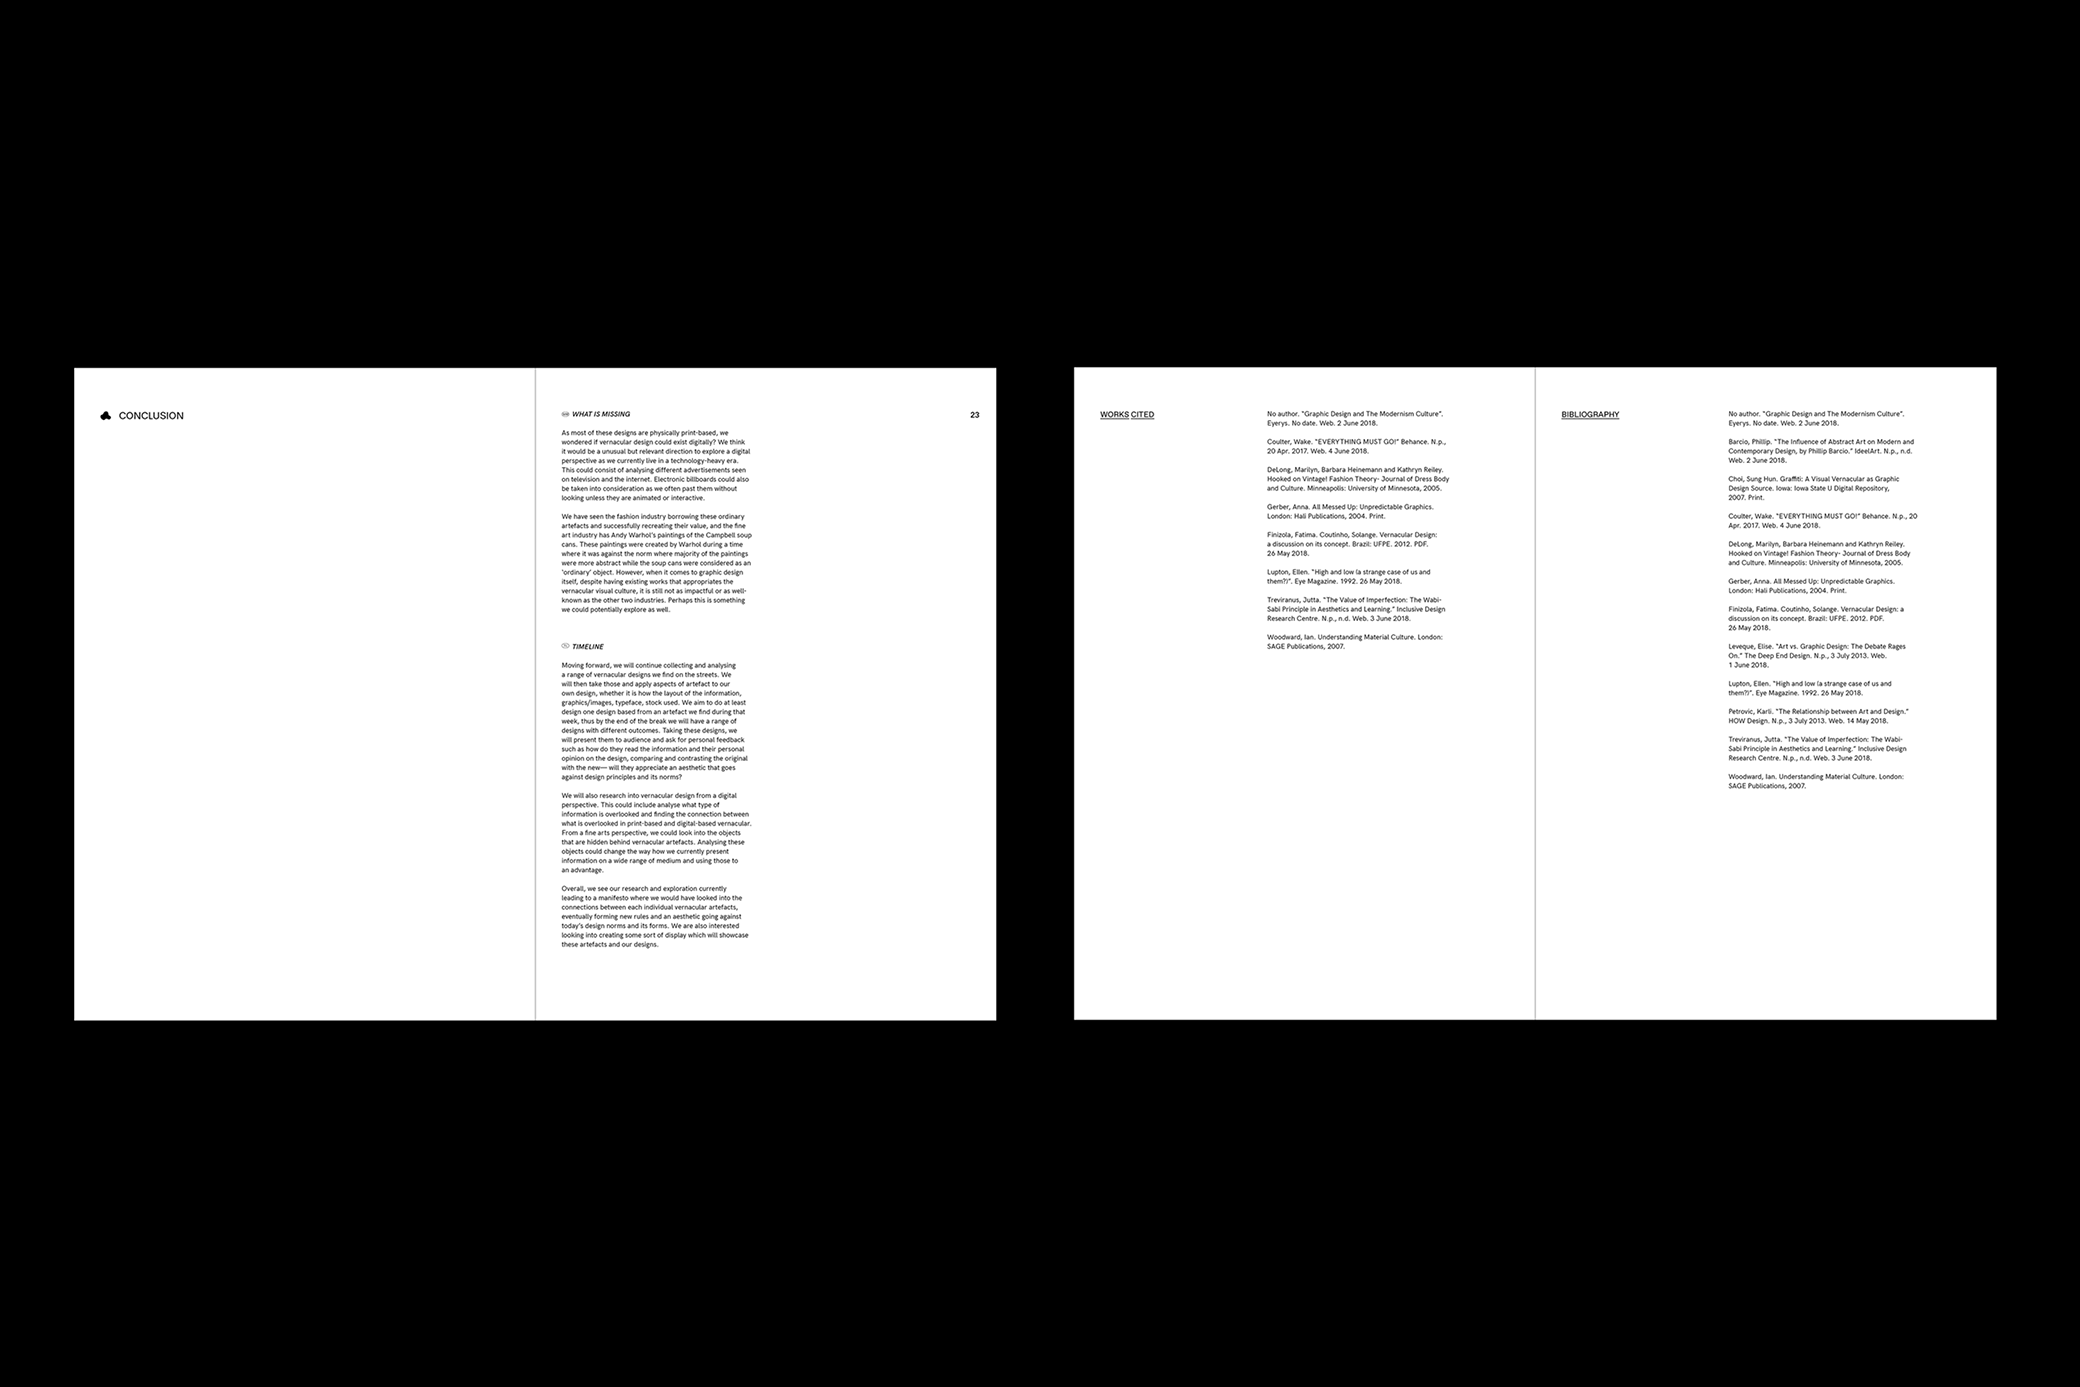 CONCLUSION
WHAT IS MISSING
23
As most of these designs are physically print-based, we
wondered if vernacular design could exist digitally? We think
it would be a unusual but relevant direction to explore a digital
perspective as we currently live in a technology-heavy era.
This could consist of analysing different advertisements seen
on television and the internet. Electronic billboards could also
be taken into consideration as we often past them without
looking unless they are animated or interactive.
We have seen the fashion industry borrowing these ordinary
artefacts and successfully recreating their value, and the fine
art industry has Andy Warhol's paintings of the Campbell soup
cans. These paintings were created by Warhol during a time
where it was against the norm where majority of the paintings
were more abstract while the soup cans were considered as an
'ordinary' object. However, when it comes to graphic design
itself, despite having existing works that appropriates the
vernacular visual culture, it is still not as impactful or as well-
known as the other two industries. Perhaps this is something
we could potentially explore as well.
TIMELINE
Moving forward, we will continue collecting and analysing
a range of vernacular designs we find on the streets. We
will then take those and apply aspects of artefact to our
own design, whether it is how the layout of the information,
graphics/images, typeface, stock used. We aim to do at least
design one design based from an artefact we find during that
week, thus by the end of the break we will have a range of
designs with different outcomes. Taking these designs, we
will present them to audience and ask for personal feedback
such as how do they read the information and their personal
opinion on the design, comparing and contrasting the original
with the new— will they appreciate an aesthetic that goes
against design principles and its norms?
We will also research into vernacular design from a digital
perspective. This could include analyse what type of
information is overlooked and finding the connection between
what is overlooked in print-based and digital-based vernacular.
From a fine arts perspective, we could look into the objects
that are hidden behind vernacular artefacts. Analysing these
objects could change the way how we currently present
information on a wide range of medium and using those to
an advantage.
Overall, we see our research and exploration currently
leading to a manifesto where we would have looked into the
connections between each individual vernacular artefacts,
eventually forming new rules and an aesthetic going against
today's design norms and its forms. We are also interested
looking into creating some sort of display which will showcase
these artefacts and our designs.
WORKS CITED
No author. "Graphic Design and The Modernism Culture".
Eyerys. No date. Web. 2 June 2018.
Coulter, Wake. "EVERYTHING MUST GO!" Behance. N.p.,
20 Apr. 2017. Web. 4 June 2018.
DeLong, Marilyn, Barbara Heinemann and Kathryn Reiley.
Hooked on Vintage! Fashion Theory- Journal of Dress Body
and Culture. Minneapolis: University of Minnesota, 2005.
Gerber, Anna. All Messed Up: Unpredictable Graphics.
London: Hali Publications, 2004. Print.
Finizola, Fatima. Coutinho, Solange. Vernacular Design:
a discussion on its concept. Brazil: UFPE. 2012. PDF.
26 May 2018.
Lupton, Ellen. "High and low (a strange case of us and
them?)". Eye Magazine. 1992. 26 May 2018.
Treviranus, Jutta. "The Value of Imperfection: The Wabi-
Sabi Principle in Aesthetics and Learning." Inclusive Design
Research Centre. N.p., n.d. Web. 3 June 2018.
Woodward, Ian. Understanding Material Culture. London:
SAGE Publications, 2007.
BIBLIOGRAPHY
No author. "Graphic Design and The Modernism Culture".
Eyerys. No date. Web. 2 June 2018.
Barcio, Phillip. "The Influence of Abstract Art on Modern and
Contemporary Design, by Phillip Barcio." IdeelArt. N.p., n.d.
Web. 2 June 2018.
Choi, Sung Hun. Graffiti: A Visual Vernacular as Graphic
Design Source. Iowa: Iowa State U Digital Repository,
2007. Print.
Coulter, Wake. "EVERYTHING MUST GO!" Behance. N.p., 20
Apr. 2017. Web. 4 June 2018.
DeLong, Marilyn, Barbara Heinemann and Kathryn Reiley.
Hooked on Vintage! Fashion Theory- Journal of Dress Body
and Culture. Minneapolis: University of Minnesota, 2005.
Gerber, Anna. All Messed Up: Unpredictable Graphics.
London: Hali Publications, 2004. Print.
Finizola, Fatima. Coutinho, Solange. Vernacular Design: a
discussion on its concept. Brazil: UFPE. 2012. PDF.
26 May 2018.
Leveque, Elise. "Art vs. Graphic Design: The Debate Rages
On." The Deep End Design. N.p., 3 July 2013. Web.
1 June 2018.
Lupton, Ellen. "High and low (a strange case of us and
them?)". Eye Magazine. 1992. 26 May 2018.
Petrovic, Karli. "The Relationship between Art and Design."
HOW Design. N.p., 3 July 2013. Web. 14 May 2018.
Treviranus, Jutta. "The Value of Imperfection: The Wabi-
Sabi Principle in Aesthetics and Learning." Inclusive Design
Research Centre. N.p., n.d. Web. 3 June 2018.
Woodward, Ian. Understanding Material Culture. London:
SAGE Publications, 2007.